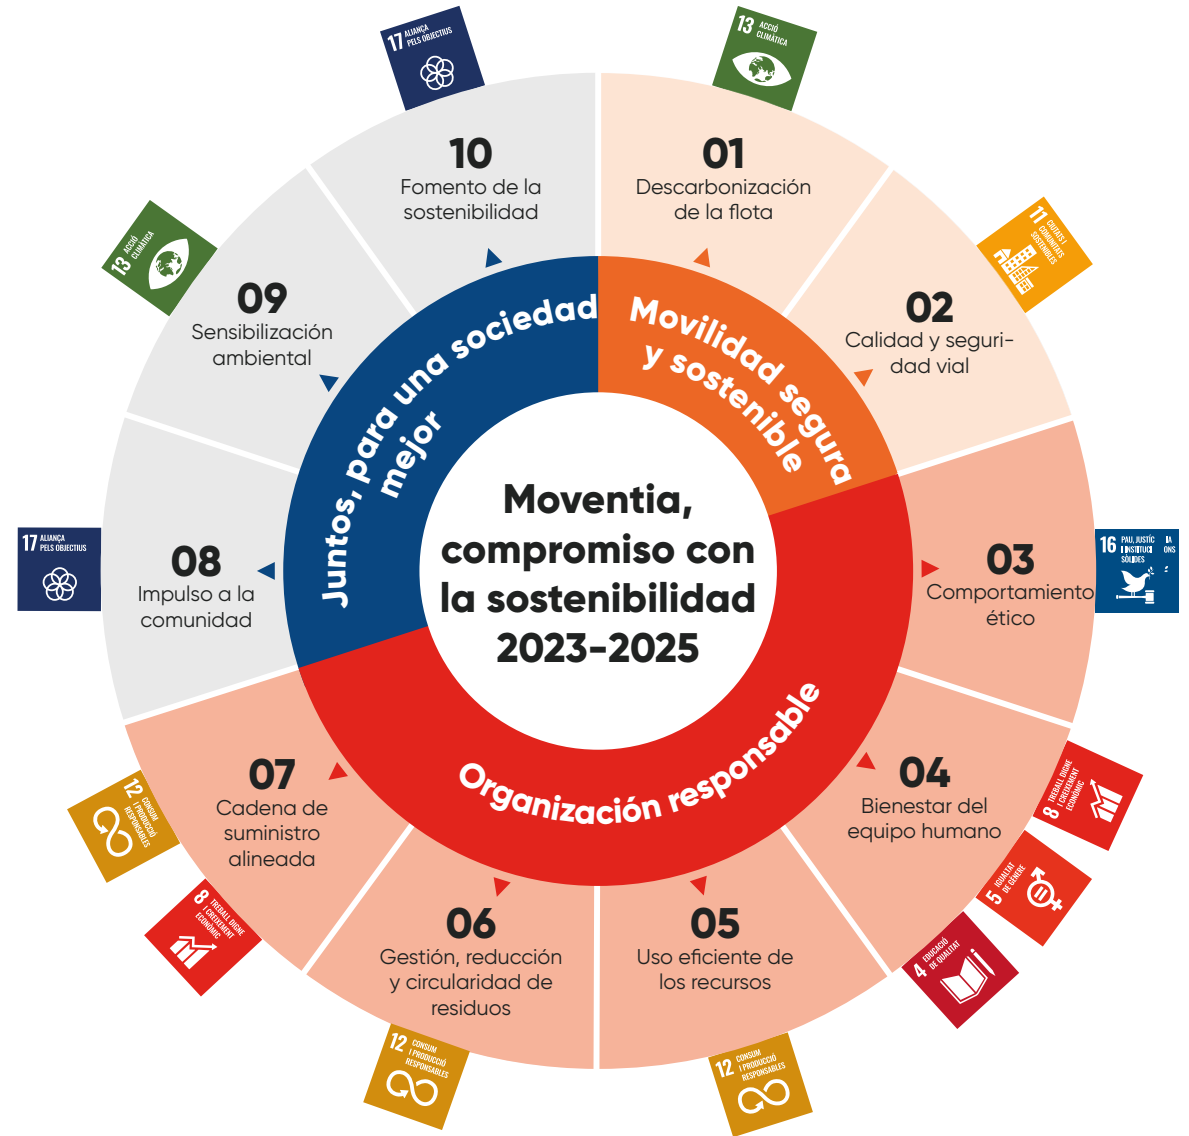 Moventia,
compromiso con
la sostenibilidad
2023-2025
Movilidad segura
y sostenible
Organización responsable
Juntos, para una sociedad
mejor
01
Descarbonización
de la flota
13 ACCIÓ
CLIMÀTICA
02
Calidad y seguri-
dad vial
11 CIUTATS I
COMUNITATS
SOSTENIBLES
03
Comportamiento
ético
16 PAU, JUSTÍC IA
I INSTITUCI ONS
SÒLIDES
04
Bienestar del
equipo humano
8 TREBALL DIGNE
I CREIXEMENT
ECONÒMIC
5 IGUALTAT
DE GÈNERE
4 EDUCACIÓ
DE QUALITAT
05
Uso eficiente de
los recursos
12 CONSUM
I PRODUCCIÓ
RESPONSABLES
06
Gestión, reducción
y circularidad de
residuos
12 CONSUM
I PRODUCCIÓ
RESPONSABLES
07
Cadena de
suministro
alineada
8 TREBALL DIGNE
I CREIXEMENT
ECONÒMIC
12 CONSUM
I PRODUCCIÓ
RESPONSABLES
08
Impulso a la
comunidad
17 ALIANÇA
PELS OBJECTIUS
09
Sensibilización
ambiental
13 ACCIÓ
CLIMÀTICA
10
Fomento de la
sostenibilidad
17 ALIANÇA
PELS OBJECTIUS